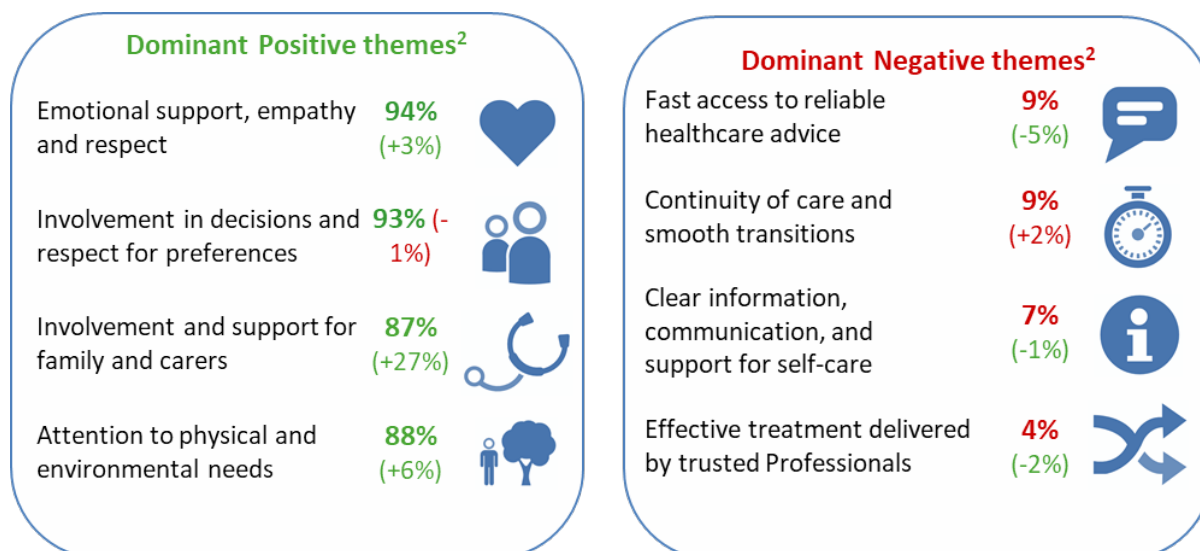 Dominant Positive themes²
Emotional support, empathy
and respect
94%
(+3%)
Involvement in decisions and
respect for preferences
93% (-
1%)
Involvement and support for
family and carers
87%
(+27%)
Attention to physical and
environmental needs
88%
(+6%)
Dominant Negative themes²
Fast access to reliable
healthcare advice
9%
(-5%)
Continuity of care and
smooth transitions
9%
(+2%)
Clear information,
communication, and
support for self-care
7%
(-1%)
Effective treatment delivered
by trusted Professionals
4%
(-2%)